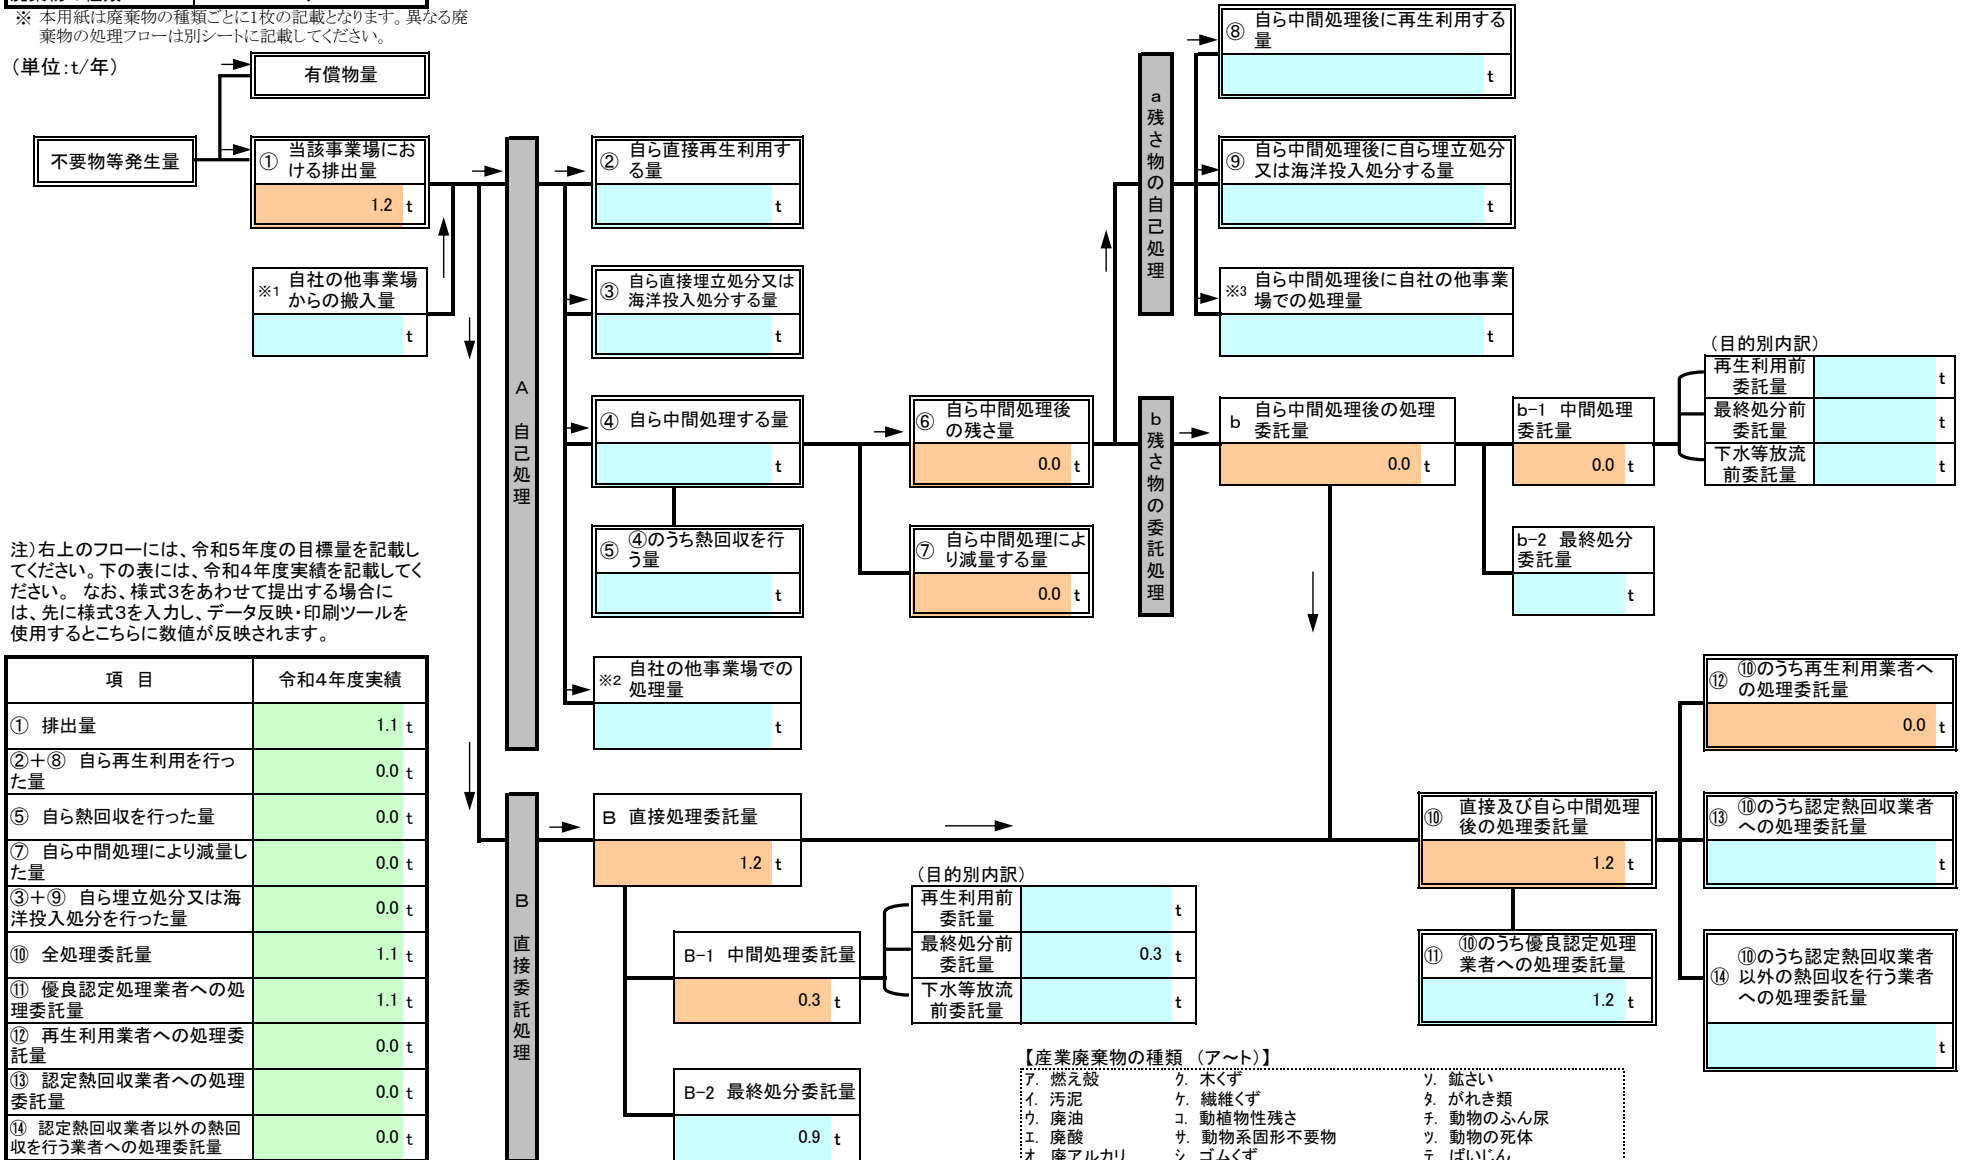 ※ 本用紙は廃棄物の種類ごとに1枚の記載となります。異なる廃
棄物の処理フローは別シートに記載してください。
（単位：t/年）
有償物量
不要物等発生量
① 当該事業場にお
ける排出量
1.2 t
※1 自社の他事業場
からの搬入量
t
A 自己処理
② 自ら直接再生利用す
る量
t
③ 自ら直接埋立処分又は
海洋投入処分する量
t
④ 自ら中間処理する量
t
⑤ ④のうち熱回収を行
う量
t
※2 自社の他事業場での
処理量
t
⑥ 自ら中間処理後
の残さ量
0.0 t
⑦ 自ら中間処理によ
り減量する量
0.0 t
a 残さ物の自己処理
⑧ 自ら中間処理後に再生利用する
量
t
⑨ 自ら中間処理後に自ら埋立処分
又は海洋投入処分する量
t
※3 自ら中間処理後に自社の他事業
場での処理量
t
b 残さ物の委託処理
b 自ら中間処理後の処理
委託量
0.0 t
b-1 中間処理
委託量
0.0 t
b-2 最終処分
委託量
t
（目的別内訳）
再生利用前
委託量
t
最終処分前
委託量
t
下水等放流
前委託量
t
注）右上のフローには、令和5年度の目標量を記載し
てください。下の表には、令和4年度実績を記載してく
ださい。 なお、様式3をあわせて提出する場合に
は、先に様式3を入力し、データ反映・印刷ツールを
使用するとこちらに数値が反映されます。
項 目 令和4年度実績
① 排出量 1.1 t
②＋⑧ 自ら再生利用を行っ
た量 0.0 t
⑤ 自ら熱回収を行った量 0.0 t
⑦ 自ら中間処理により減量し
た量 0.0 t
③＋⑨ 自ら埋立処分又は海
洋投入処分を行った量 0.0 t
⑩ 全処理委託量 1.1 t
⑪ 優良認定処理業者への処
理委託量 1.1 t
⑫ 再生利用業者への処理委
託量 0.0 t
⑬ 認定熱回収業者への処理
委託量 0.0 t
⑭ 認定熱回収業者以外の熱回
収を行う業者への処理委託量 0.0 t
B 直接委託処理
B 直接処理委託量
1.2 t
B-1 中間処理委託量
0.3 t
B-2 最終処分委託量
0.9 t
（目的別内訳）
再生利用前
委託量
t
最終処分前
委託量
0.3 t
下水等放流
前委託量
t
⑩ 直接及び自ら中間処理
後の処理委託量
1.2 t
⑪ ⑩のうち優良認定処理
業者への処理委託量
1.2 t
⑫ ⑩のうち再生利用業者へ
の処理委託量
0.0 t
⑬ ⑩のうち認定熱回収業者
への処理委託量
t
⑭ ⑩のうち認定熱回収業者
以外の熱回収を行う業者
への処理委託量
t
【産業廃棄物の種類 （ア～ト）】
ア. 燃え殻 ク. 木くず ソ. 鉱さい
イ. 汚泥 ケ. 繊維くず タ. がれき類
ウ. 廃油 コ. 動植物性残さ チ. 動物のふん尿
エ. 廃酸 サ. 動物系固形不要物 ツ. 動物の死体
オ. 廃アルカリ シ. ゴムくず テ. ばいじん